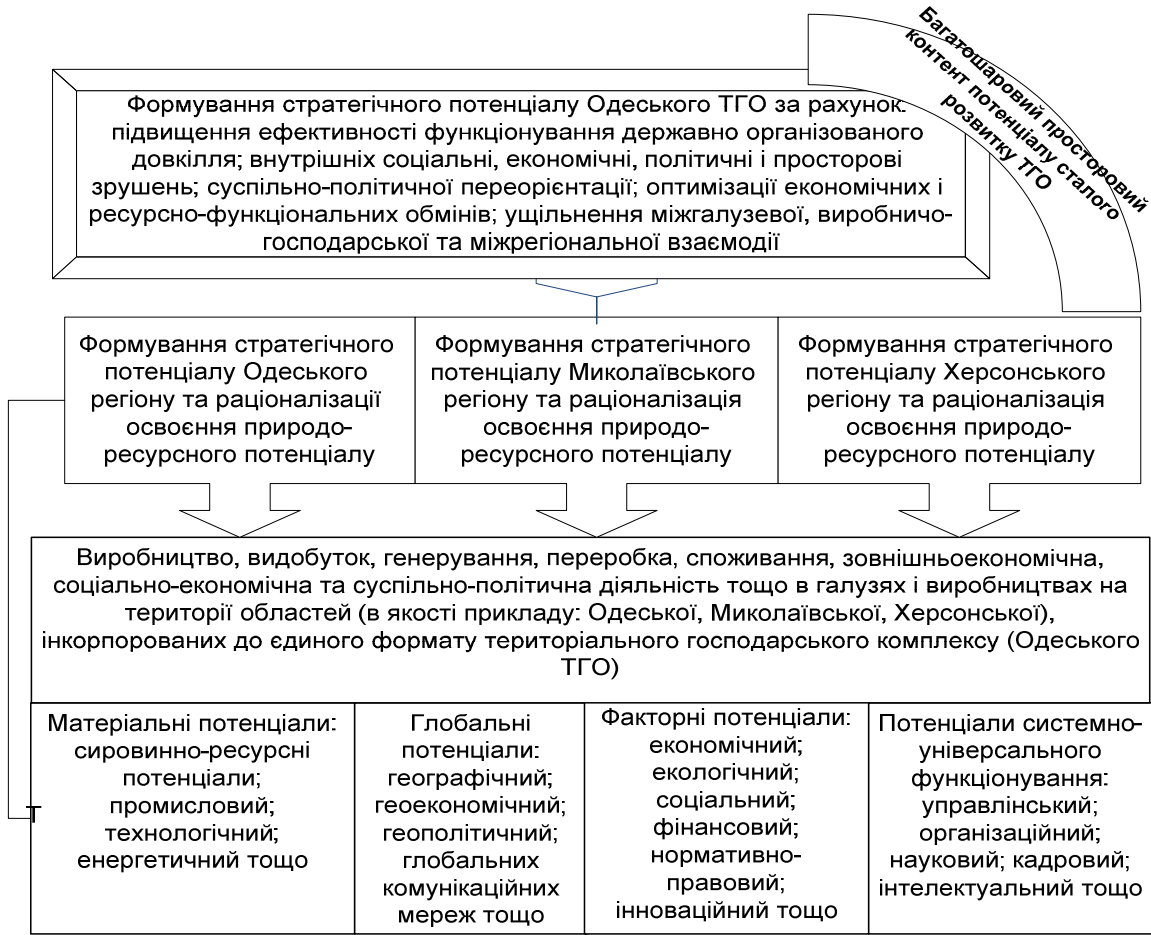 Багатошаровий просторовий
контент потенціалу сталого
розвитку ТГО
Формування стратегічного потенціалу Одеського ТГО за рахунок:
підвищення ефективності функціонування державно організованого
довкілля; внутрішніх соціальні, економічні, політичні і просторові
зрушень; суспільно-політичної переорієнтації; оптимізації економічних і
ресурсно-функціональних обмінів; ущільнення міжгалузевої, виробничо-
господарської та міжрегіональної взаємодії
Формування стратегічного
потенціалу Одеського
регіону та раціоналізації
освоєння природо-
ресурсного потенціалу
Формування стратегічного
потенціалу Миколаївського
регіону та раціоналізація
освоєння природо-
ресурсного потенціалу
Формування стратегічного
потенціалу Херсонського
регіону та раціоналізація
освоєння природо-
ресурсного потенціалу
Виробництво, видобуток, генерування, переробка, споживання, зовнішньоекономічна,
соціально-економічна та суспільно-політична діяльність тощо в галузях і виробництвах на
території областей (в якості прикладу: Одеської, Миколаївської, Херсонської),
інкорпорованих до єдиного формату територіального господарського комплексу (Одеського
ТГО)
Матеріальні потенціали:
сировинно-ресурсні
потенціали;
промисловий;
технологічний;
енергетичний тощо
Т
Глобальні
потенціали:
географічний;
геоекономічний;
геополітичний;
глобальних
комунікаційних
мереж тощо
Факторні потенціали:
економічний;
екологічний;
соціальний;
фінансовий;
нормативно-
правовий;
інноваційний тощо
Потенціали системно-
універсального
функціонування:
управлінський;
організаційний;
науковий; кадровий;
інтелектуальний тощо